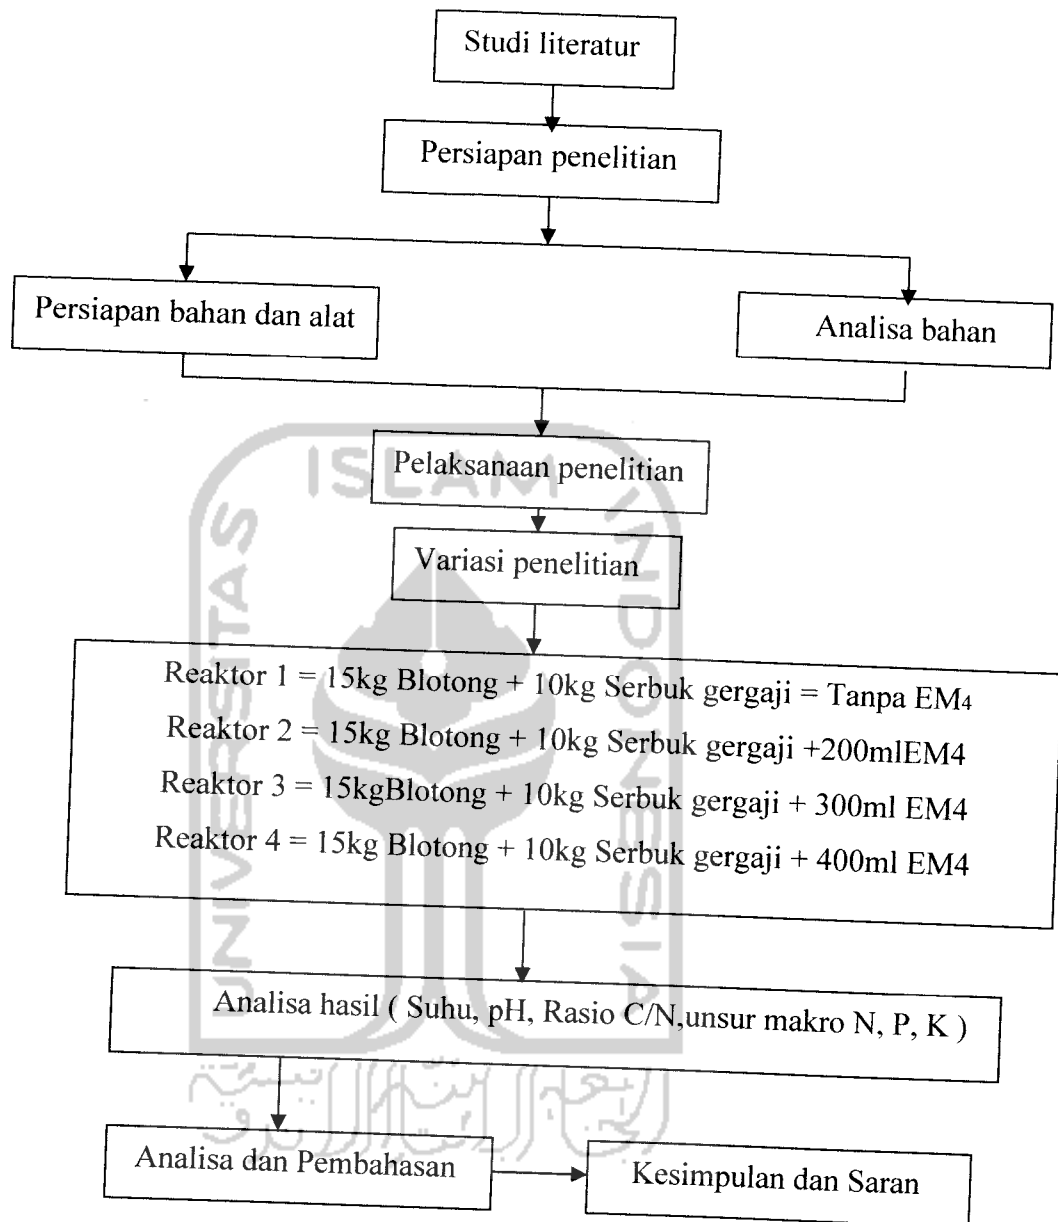 Studi literatur
Persiapan penelitian
Persiapan bahan dan alat
Analisa bahan
Pelaksanaan penelitian
Variasi penelitian
Reaktor 1 = 15kg Blotong + 10kg Serbuk gergaji = Tanpa EM4
Reaktor 2 = 15kg Blotong + 10kg Serbuk gergaji +200mlEM4
Reaktor 3 = 15kgBlotong + 10kg Serbuk gergaji + 300ml EM4
Reaktor 4 = 15kg Blotong + 10kg Serbuk gergaji + 400ml EM4
Analisa hasil ( Suhu, pH, Rasio C/N,unsur makro N, P, K )
Analisa dan Pembahasan
Kesimpulan dan Saran
UNIVERSITAS
ISLAM
INDONESIA